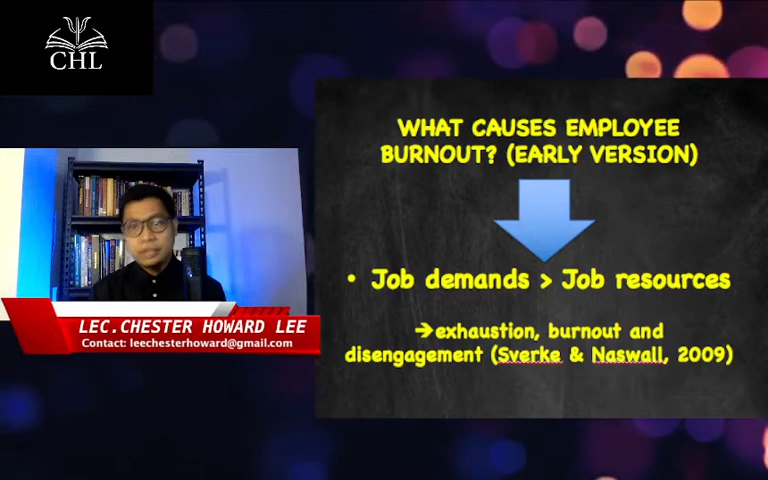 CHL
WHAT CAUSES EMPLOYEE
BURNOUT? (EARLY VERSION)
• Job demands > Job resources
➔exhaustion, burnout and
disengagement (Sverke & Naswall, 2009)
LEC.CHESTER HOWARD LEE
Contact: leechesterhoward@gmail.com